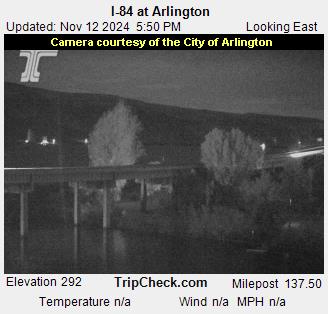 I-84 at Arlington
Updated: Nov 12 2024 5:50 PM Looking East
Camera courtesy of the City of Arlington
Elevation 292 TripCheck.com Milepost 137.50
Temperature n/a Wind n/a MPH n/a